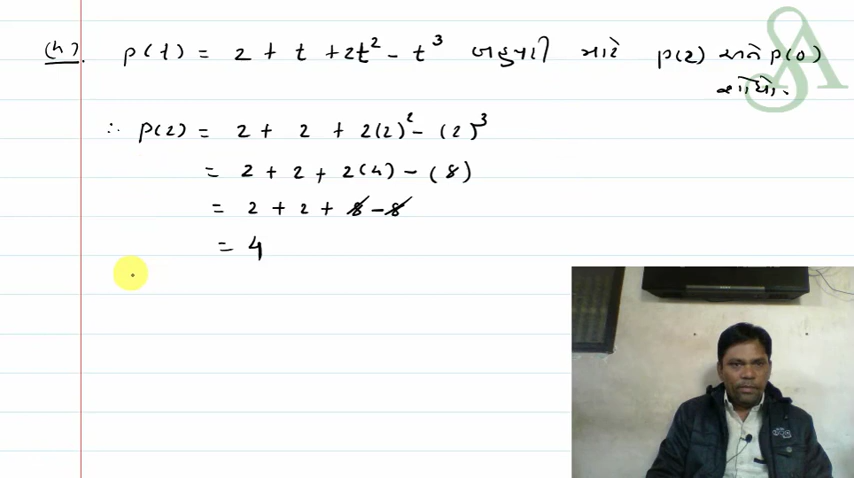 (4). p(t) = 2 + t + 2t² - t³ બહુપદી માટે p(2) અને p(0)
શોધો.
∴ p(2) = 2 + 2 + 2(2)² - (2)³
= 2 + 2 + 2(4) - (8)
= 2 + 2 + 8 - 8
= 4